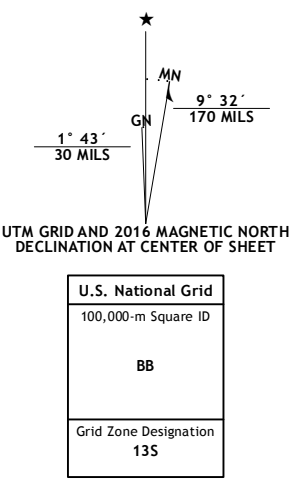 ★
MN
GN
9° 32´
170 MILS
1° 43´
30 MILS
UTM GRID AND 2016 MAGNETIC NORTH
DECLINATION AT CENTER OF SHEET
U.S. National Grid
100,000-m Square ID
BB
Grid Zone Designation
13S